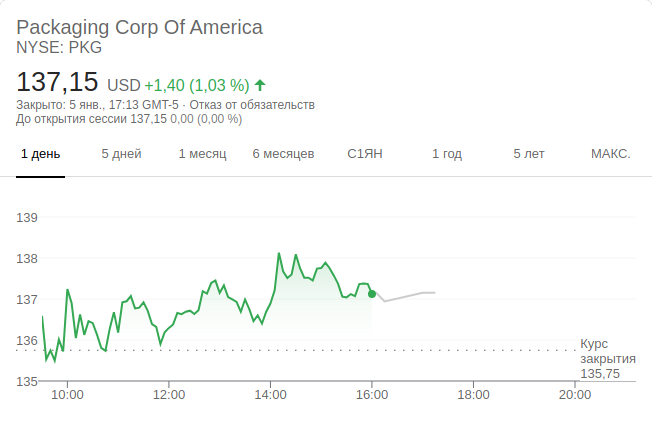 Packaging Corp Of America
NYSE: PKG
137,15 USD +1,40 (1,03 %)
Закрыто: 5 янв., 17:13 GMT-5 · Отказ от обязательств
До открытия сессии 137,15 0,00 (0,00 %)
1 день 5 дней 1 месяц 6 месяцев С1ЯН 1 год 5 лет МАКС.
139
138
137
136
Курс
закрытия
135,75
135
10:00 12:00 14:00 16:00 18:00 20:00